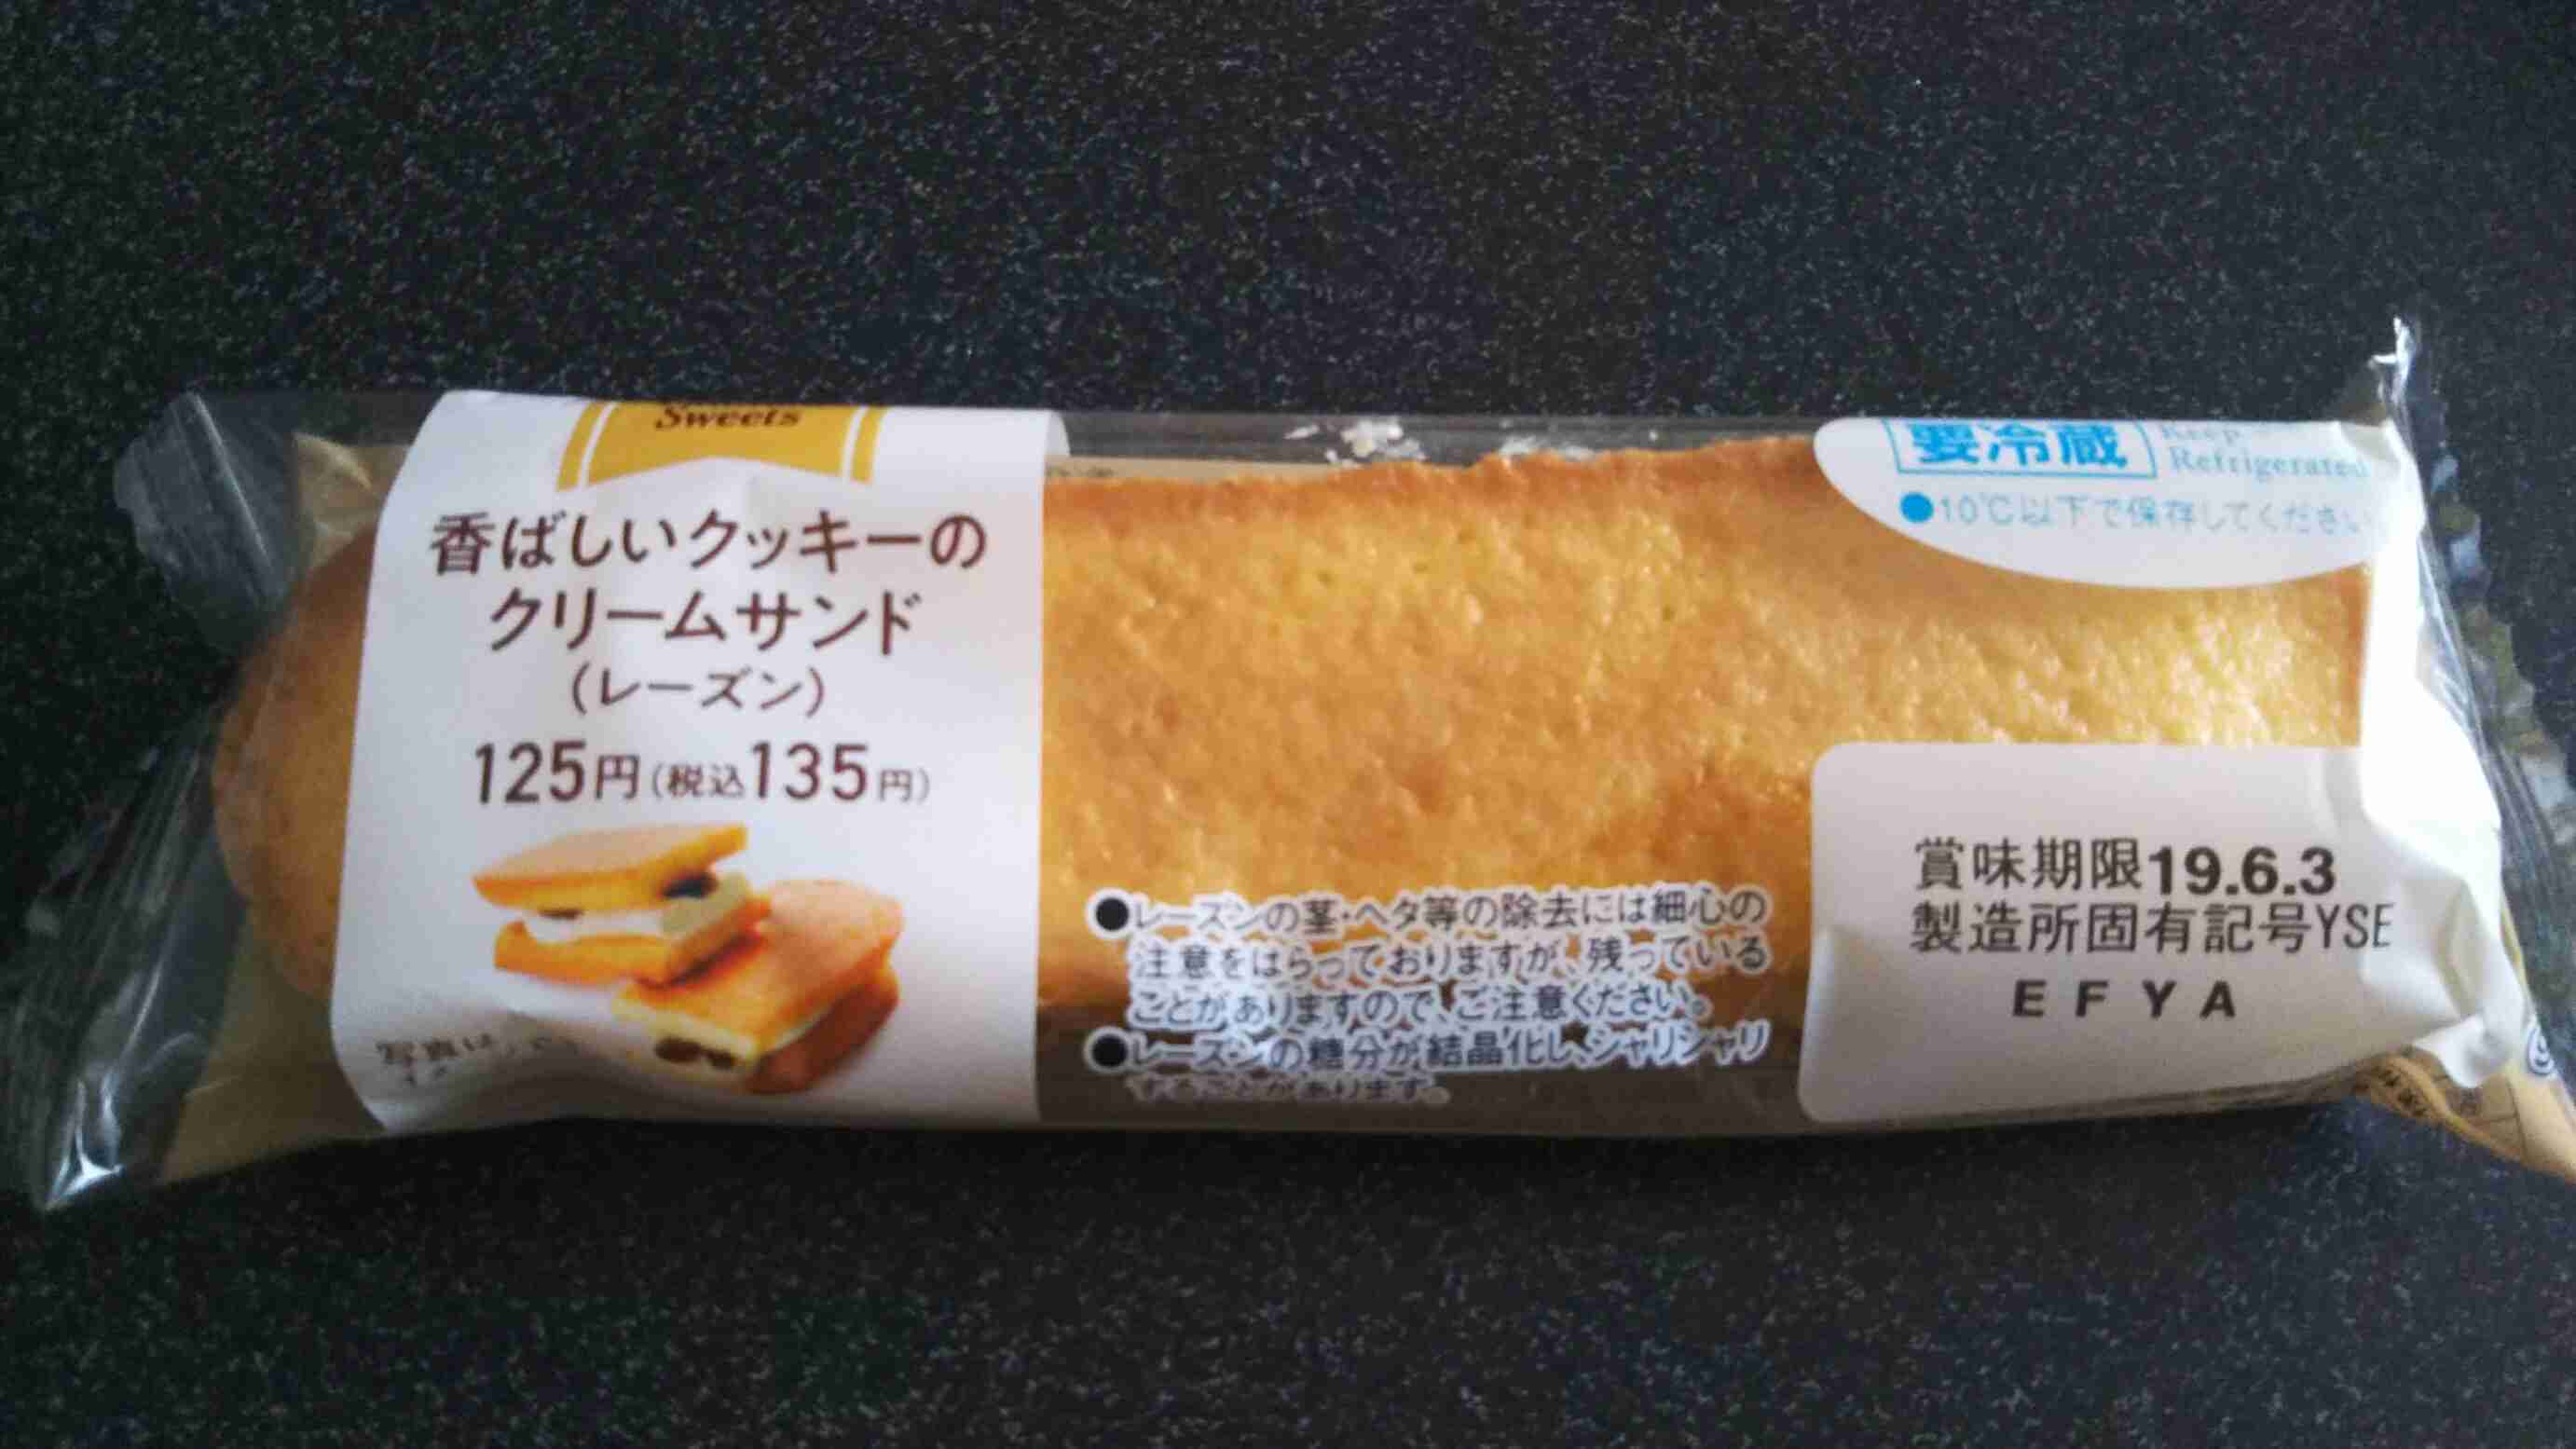 Sweets
香ばしいクッキーの
クリームサンド
(レーズン)
125円(税込135円)
写真は
●レーズンの茎・ヘタ等の除去には細心の
注意をはらっておりますが、残っている
ことがありますので、ご注意ください。
●レーズンの糖分が結晶化し、シャリシャリ
することがあります。
要冷蔵
Keep
Refrigerated
●10℃以下で保存してください
賞味期限19.6.3
製造所固有記号YSE
EFYA